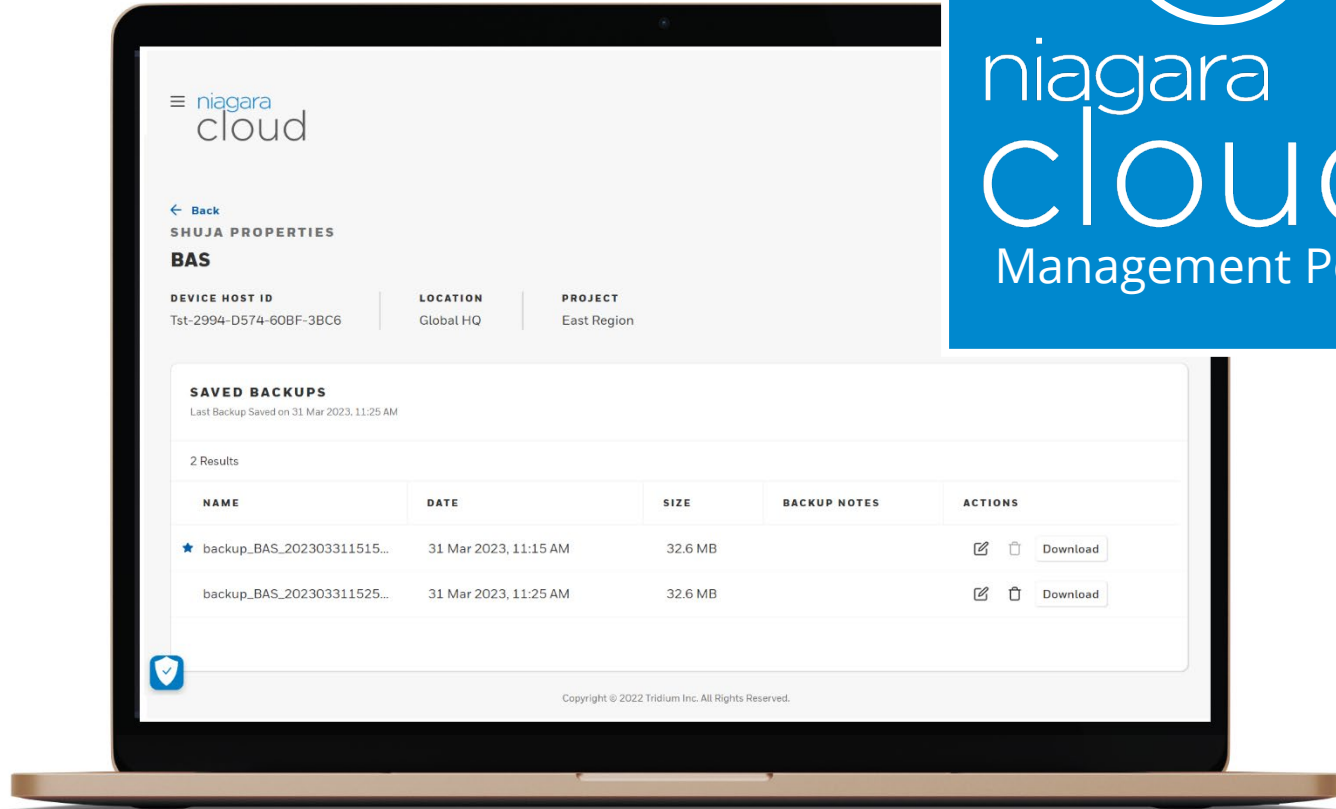 niagara
cloud
← Back
SHUJA PROPERTIES
BAS
DEVICE HOST ID LOCATION PROJECT
Tst-2994-D574-60BF-3BC6 Global HQ East Region
SAVED BACKUPS
Last Backup Saved on 31 Mar 2023, 11:25 AM
2 Results
NAME DATE SIZE BACKUP NOTES ACTIONS
backup_BAS_202303311515... 31 Mar 2023, 11:15 AM 32.6 MB Download
backup_BAS_202303311525... 31 Mar 2023, 11:25 AM 32.6 MB Download
Copyright © 2022 Tridium Inc. All Rights Reserved.
niagara
cloud
Management